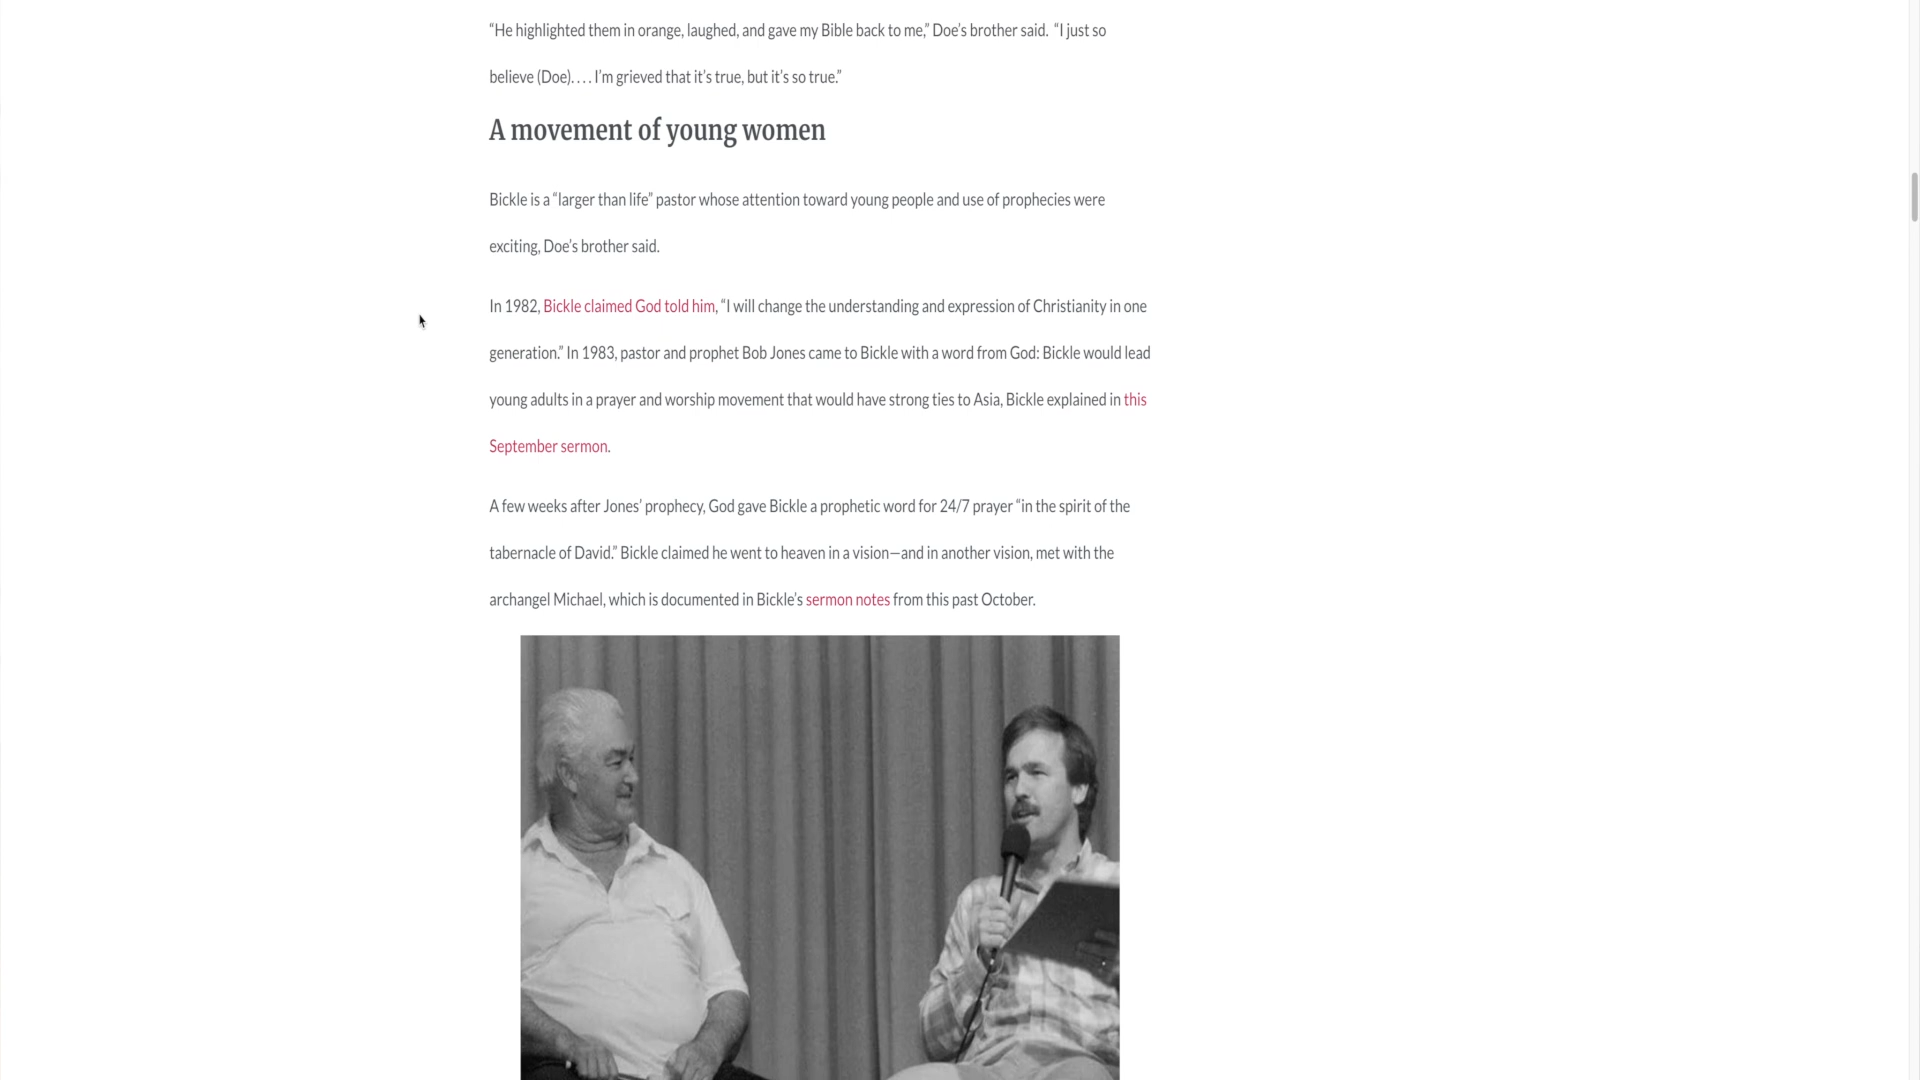 “He highlighted them in orange, laughed, and gave my Bible back to me,” Doe’s brother said.  “I just so
believe (Doe). . . . I’m grieved that it’s true, but it’s so true.”
A movement of young women
Bickle is a “larger than life” pastor whose attention toward young people and use of prophecies were
exciting, Doe’s brother said.
In 1982, Bickle claimed God told him, “I will change the understanding and expression of Christianity in one
generation.” In 1983, pastor and prophet Bob Jones came to Bickle with a word from God: Bickle would lead
young adults in a prayer and worship movement that would have strong ties to Asia, Bickle explained in this
September sermon.
A few weeks after Jones’ prophecy, God gave Bickle a prophetic word for 24/7 prayer “in the spirit of the
tabernacle of David.” Bickle claimed he went to heaven in a vision—and in another vision, met with the
archangel Michael, which is documented in Bickle’s sermon notes from this past October.